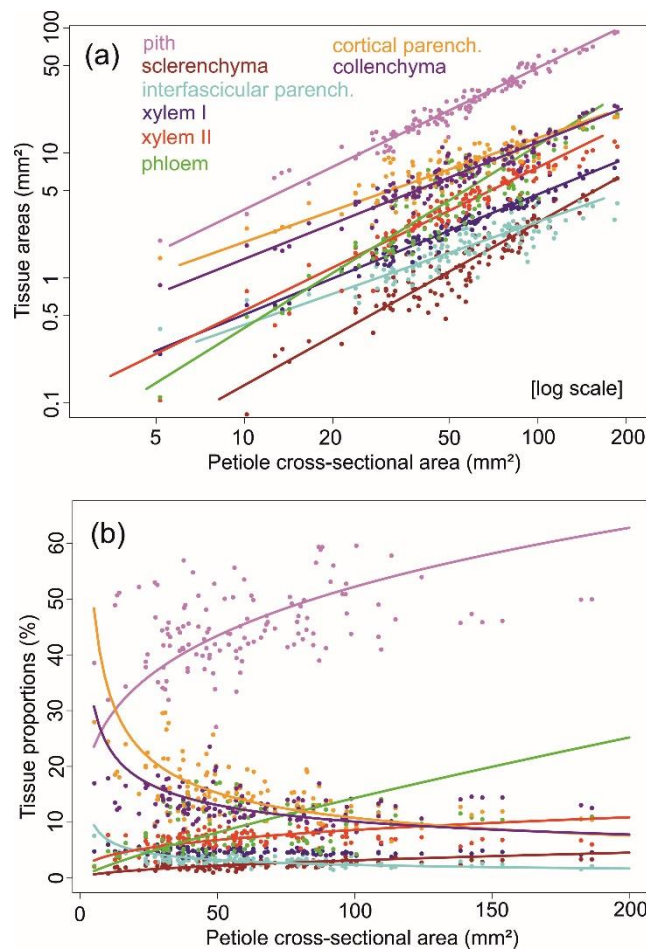 (a)
pith
cortical parench.
sclerenchyma
collenchyma
interfascicular parench.
xylem I
xylem II
phloem
Tissue areas (mm²)
100
50
10
5
1
0.5
0.1
[log scale]
5 10 20 50 100 200
Petiole cross-sectional area (mm²)
(b)
Tissue proportions (%)
60
50
40
30
20
10
0
0 50 100 150 200
Petiole cross-sectional area (mm²)